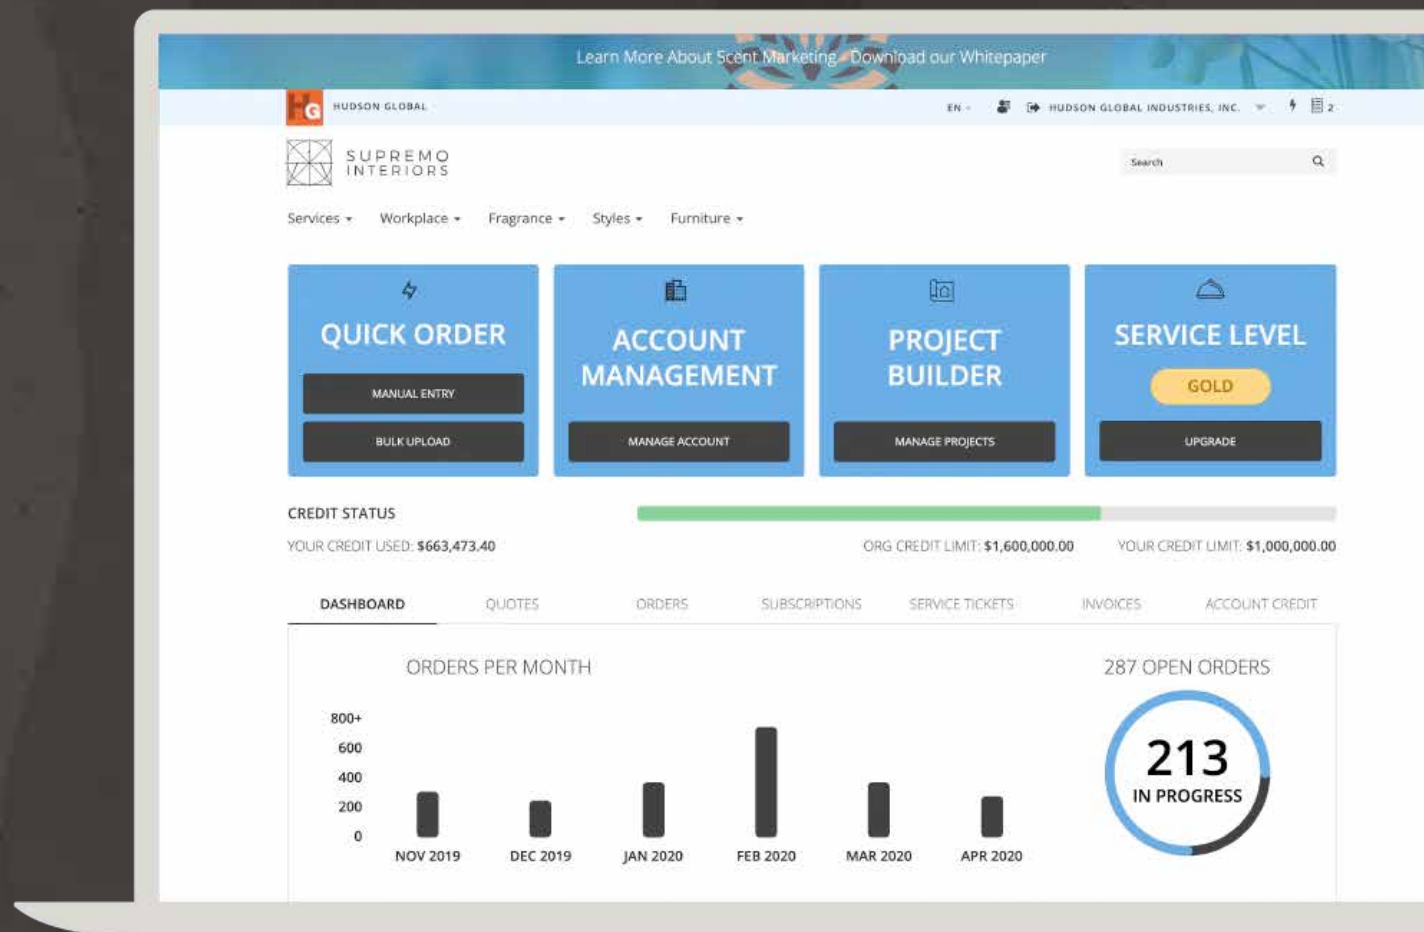 Learn More About Scent Marketing - Download our Whitepaper
HG HUDSON GLOBAL
EN HUDSON GLOBAL INDUSTRIES, INC. 2
SUPREMO
INTERIORS
Search
Services Workplace Fragrance Styles Furniture
QUICK ORDER
MANUAL ENTRY
BULK UPLOAD
ACCOUNT
MANAGEMENT
MANAGE ACCOUNT
PROJECT
BUILDER
MANAGE PROJECTS
SERVICE LEVEL
GOLD
UPGRADE
CREDIT STATUS
YOUR CREDIT USED: $663,473.40 ORG CREDIT LIMIT: $1,600,000.00 YOUR CREDIT LIMIT: $1,000,000.00
DASHBOARD QUOTES ORDERS SUBSCRIPTIONS SERVICE TICKETS INVOICES ACCOUNT CREDIT
ORDERS PER MONTH
800+
600
400
200
0
NOV 2019 DEC 2019 JAN 2020 FEB 2020 MAR 2020 APR 2020
287 OPEN ORDERS
213
IN PROGRESS